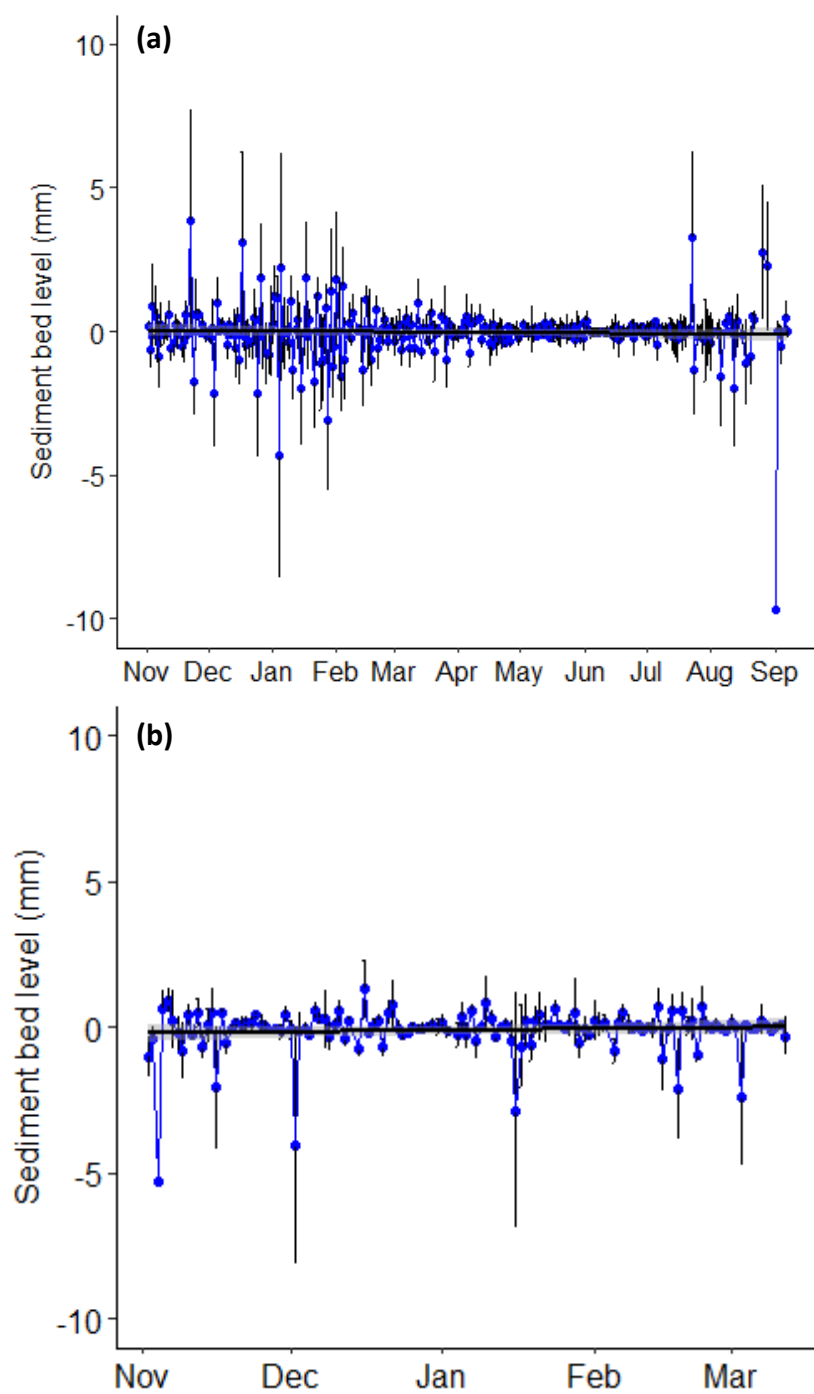 (a)
Sediment bed level (mm)
10
5
0
-5
-10
Nov Dec Jan Feb Mar Apr May Jun Jul Aug Sep
(b)
Sediment bed level (mm)
10
5
0
-5
-10
Nov Dec Jan Feb Mar